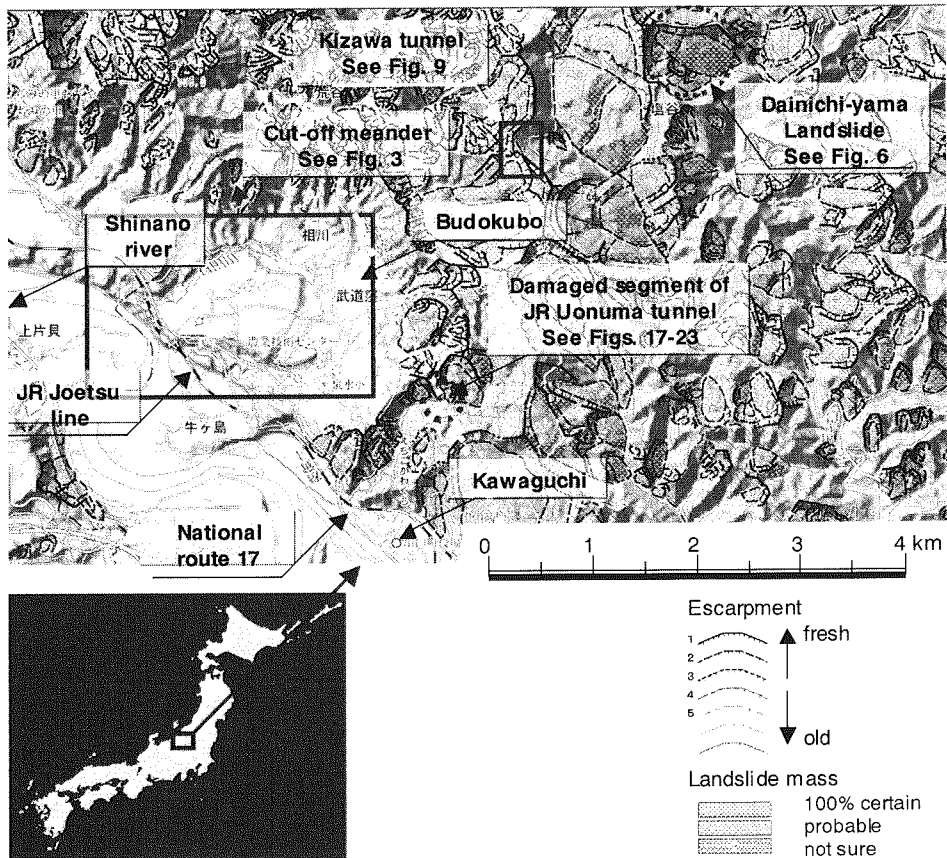 Kizawa tunnel
See Fig. 9
Cut-off meander
See Fig. 3
Dainichi-yama
Landslide
See Fig. 6
Shinano
river
Budokubo
相川
武道窪
上片貝
Damaged segment of
JR Uonuma tunnel
See Figs. 17-23
JR Joetsu
line
牛ヶ島
Kawaguchi
National
route 17
0 1 2 3 4 km
Escarpment
1 fresh
2
3
4
5
old
Landslide mass
100% certain
probable
not sure